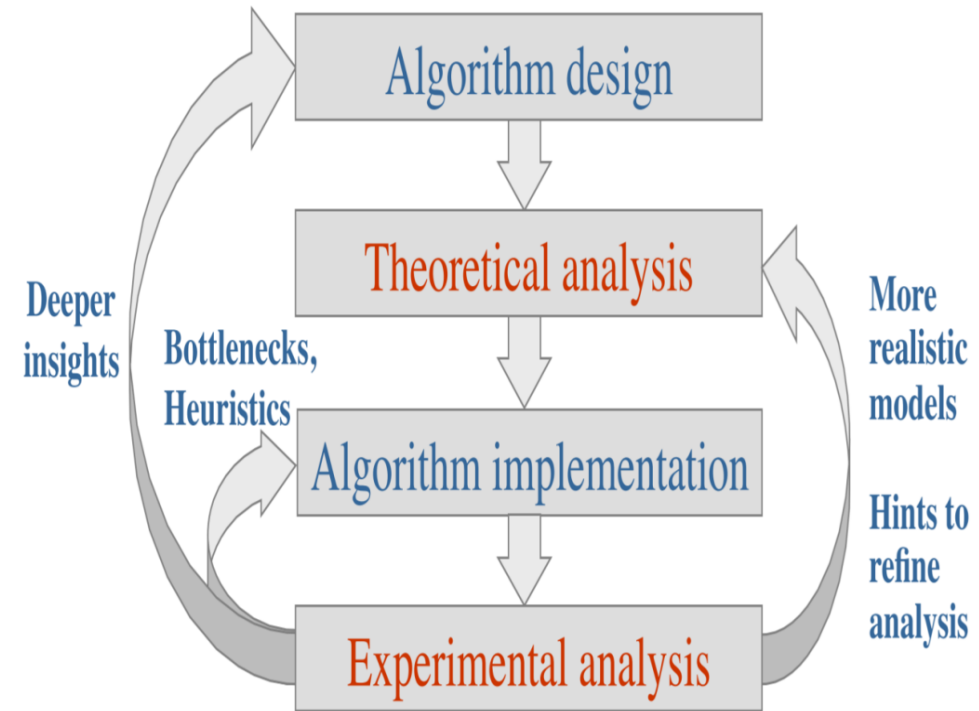 Algorithm design
Theoretical analysis
Deeper
insights
Bottlenecks,
Heuristics
More
realistic
models
Algorithm implementation
Hints to
refine
analysis
Experimental analysis